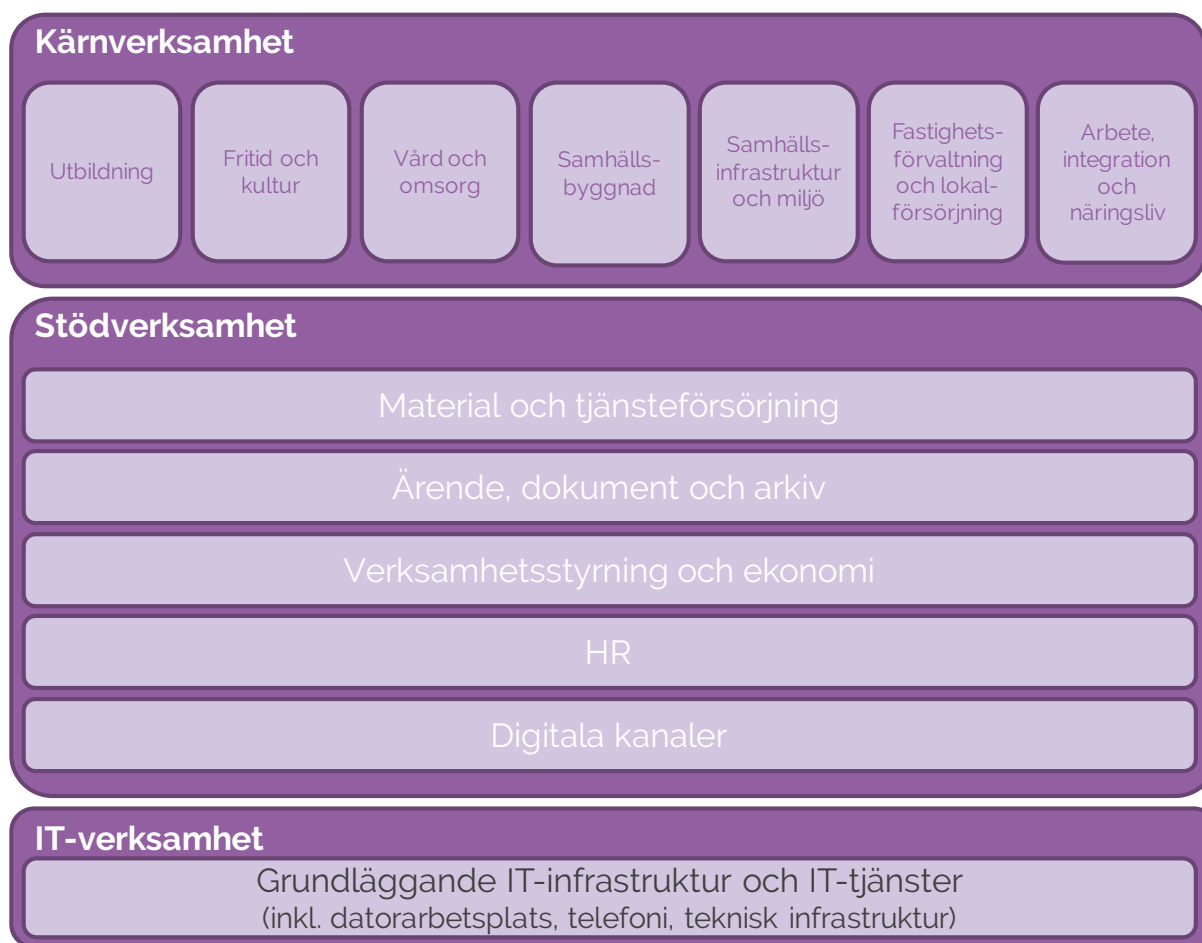 Kärnverksamhet
Utbildning
Fritid och
kultur
Vård och
omsorg
Samhälls-
byggnad
Samhälls-
infrastruktur
och miljö
Fastighets-
förvaltning
och lokal-
försörjning
Arbete,
integration
och
näringsliv
Stödverksamhet
Material och tjänsteförsörjning
Ärende, dokument och arkiv
Verksamhetsstyrning och ekonomi
HR
Digitala kanaler
IT-verksamhet
Grundläggande IT-infrastruktur och IT-tjänster
(inkl. datorarbetsplats, telefoni, teknisk infrastruktur)